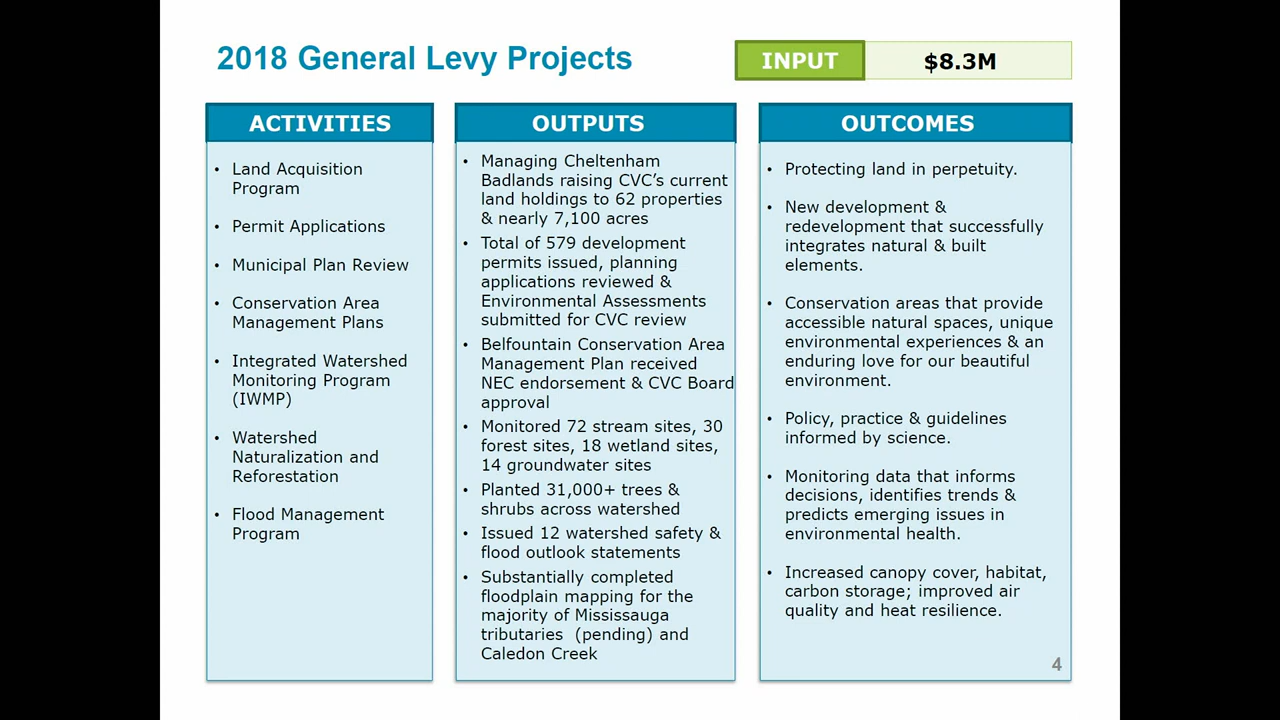 2018 General Levy Projects
INPUT
$8.3M
ACTIVITIES
• Land Acquisition
Program
• Permit Applications
• Municipal Plan Review
• Conservation Area
Management Plans
• Integrated Watershed
Monitoring Program
(IWMP)
• Watershed
Naturalization and
Reforestation
• Flood Management
Program
OUTPUTS
• Managing Cheltenham
Badlands raising CVC’s current
land holdings to 62 properties
& nearly 7,100 acres
• Total of 579 development
permits issued, planning
applications reviewed &
Environmental Assessments
submitted for CVC review
• Belfountain Conservation Area
Management Plan received
NEC endorsement & CVC Board
approval
• Monitored 72 stream sites, 30
forest sites, 18 wetland sites,
14 groundwater sites
• Planted 31,000+ trees &
shrubs across watershed
• Issued 12 watershed safety &
flood outlook statements
• Substantially completed
floodplain mapping for the
majority of Mississauga
tributaries (pending) and
Caledon Creek
OUTCOMES
• Protecting land in perpetuity.
• New development &
redevelopment that successfully
integrates natural & built
elements.
• Conservation areas that provide
accessible natural spaces, unique
environmental experiences & an
enduring love for our beautiful
environment.
• Policy, practice & guidelines
informed by science.
• Monitoring data that informs
decisions, identifies trends &
predicts emerging issues in
environmental health.
• Increased canopy cover, habitat,
carbon storage; improved air
quality and heat resilience.
4